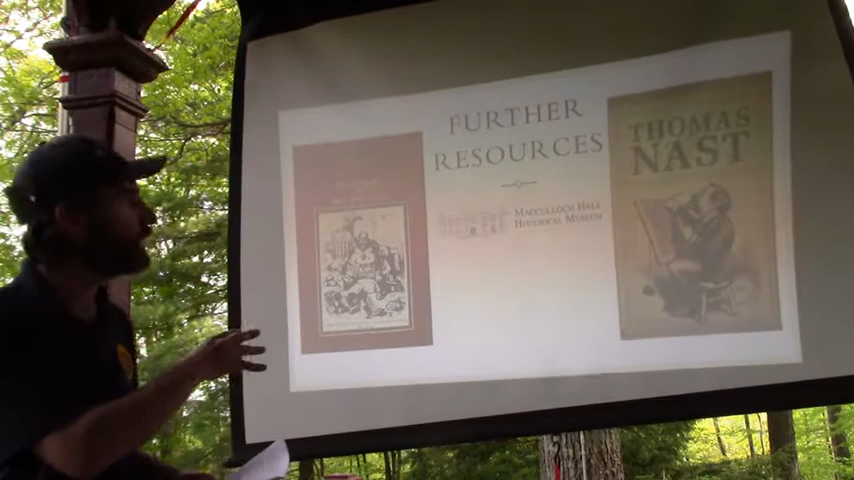 FURTHER
RESOURCES
MACCULLOCH HALL
HISTORICAL MUSEUM
THOMAS
NAST